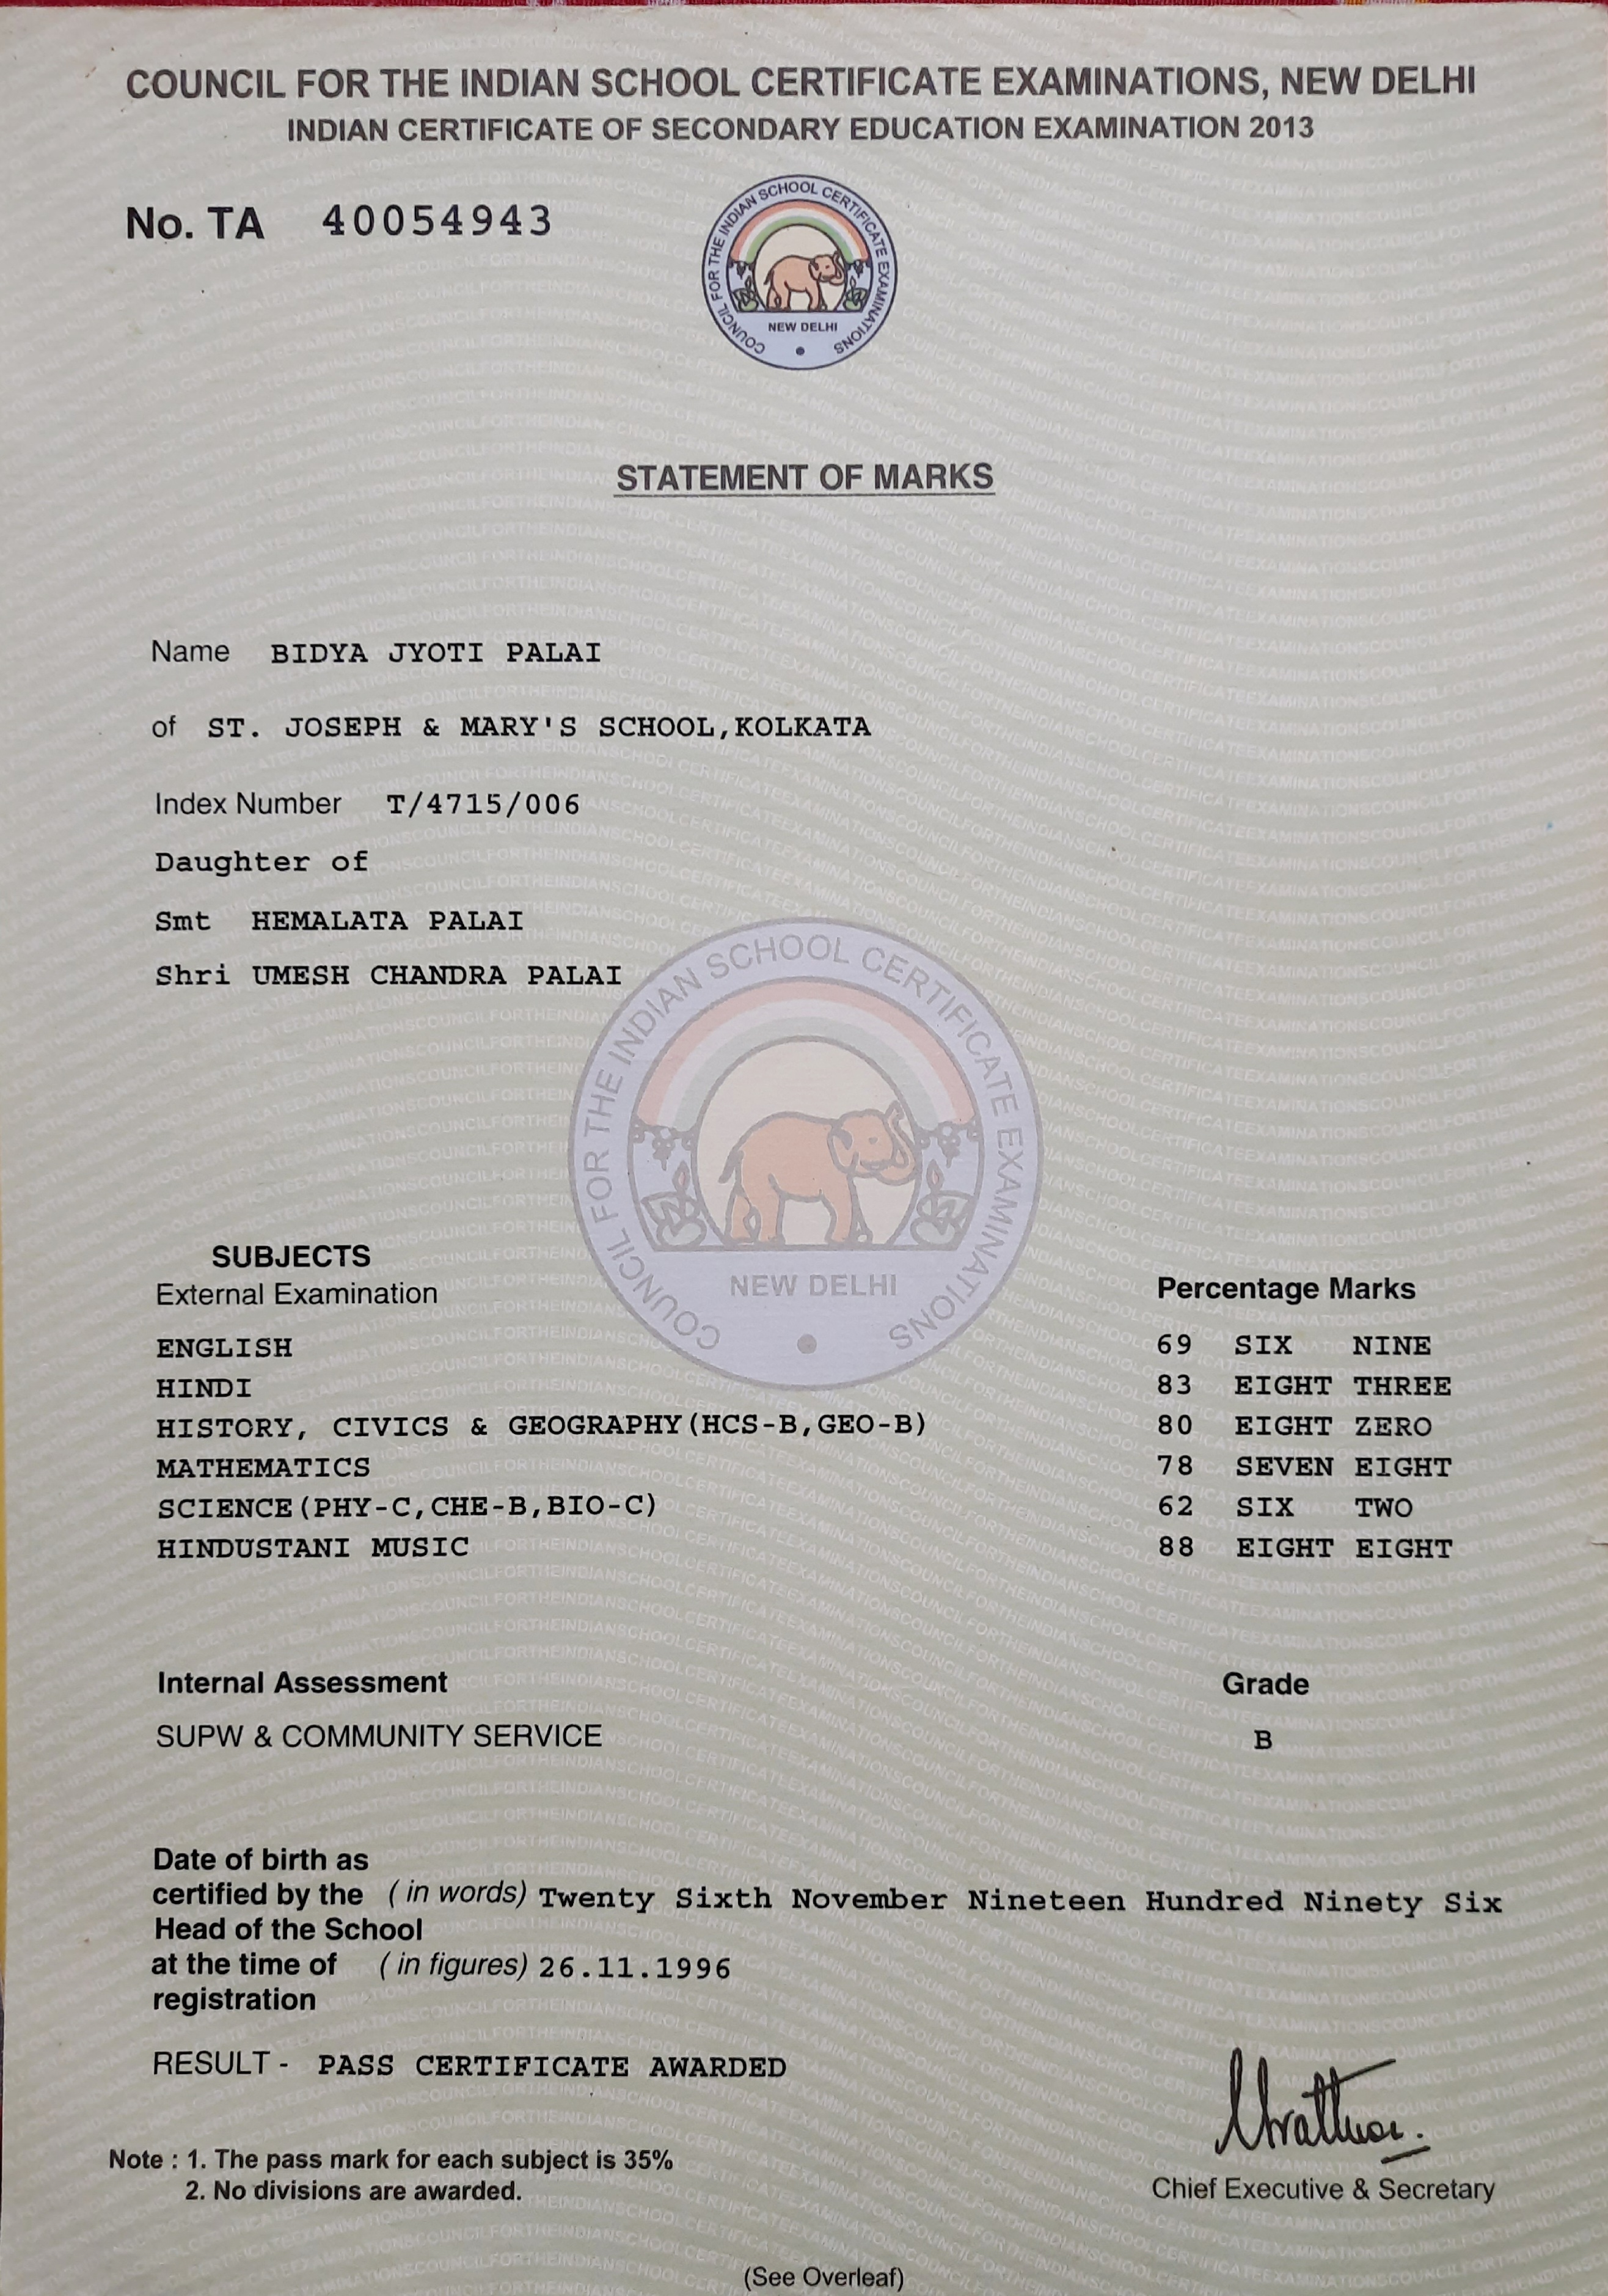 COUNCIL FOR THE INDIAN SCHOOL CERTIFICATE EXAMINATIONS, NEW DELHI
INDIAN CERTIFICATE OF SECONDARY EDUCATION EXAMINATION 2013
No. TA 40054943
COUNCIL FOR THE INDIAN SCHOOL CERTIFICATE EXAMINATIONS
NEW DELHI
STATEMENT OF MARKS
Name BIDYA JYOTI PALAI
of ST. JOSEPH & MARY'S SCHOOL,KOLKATA
Index Number T/4715/006
Daughter of
Smt HEMALATA PALAI
Shri UMESH CHANDRA PALAI
COUNCIL FOR THE INDIAN SCHOOL CERTIFICATE EXAMINATIONS
NEW DELHI
SUBJECTS
External Examination Percentage Marks
ENGLISH 69 SIX NINE
HINDI 83 EIGHT THREE
HISTORY, CIVICS & GEOGRAPHY(HCS-B,GEO-B) 80 EIGHT ZERO
MATHEMATICS 78 SEVEN EIGHT
SCIENCE(PHY-C,CHE-B,BIO-C) 62 SIX TWO
HINDUSTANI MUSIC 88 EIGHT EIGHT
Internal Assessment Grade
SUPW & COMMUNITY SERVICE B
Date of birth as
certified by the (in words) Twenty Sixth November Nineteen Hundred Ninety Six
Head of the School
at the time of (in figures) 26.11.1996
registration
RESULT - PASS CERTIFICATE AWARDED
Note : 1. The pass mark for each subject is 35%
2. No divisions are awarded.
Chief Executive & Secretary
(See Overleaf)